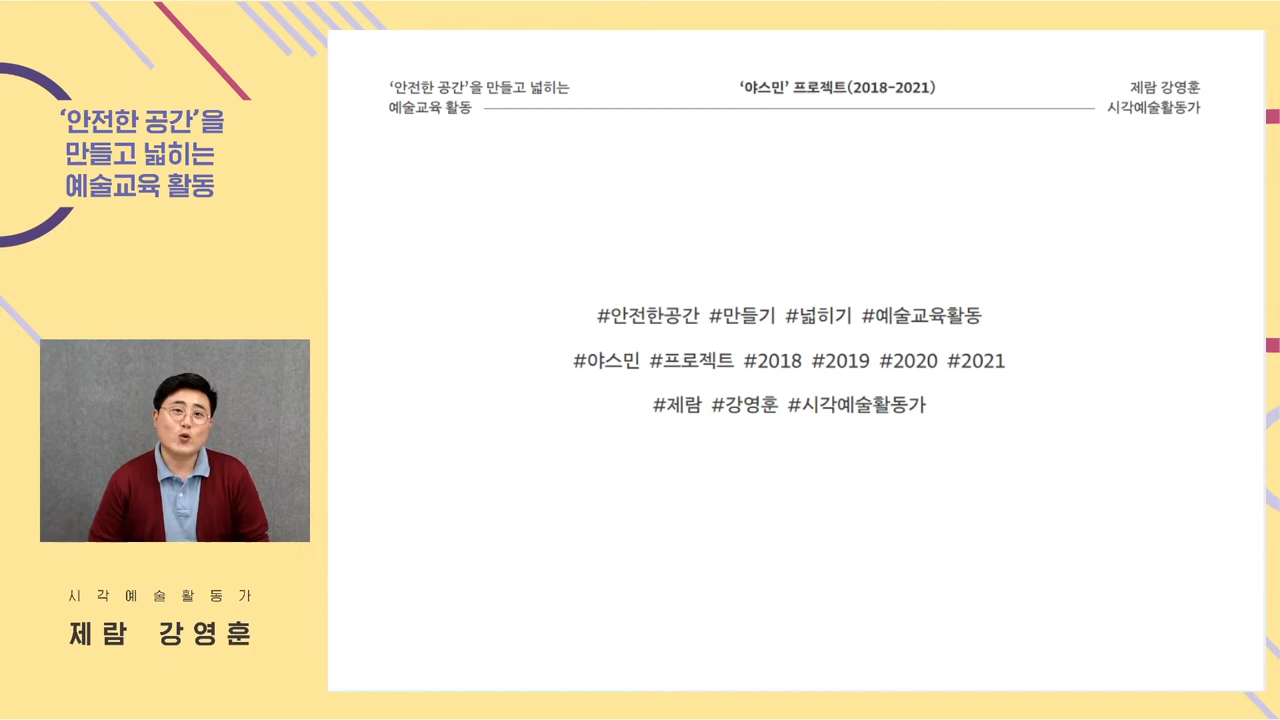 ‘안전한 공간’을
만들고 넓히는
예술교육 활동
시각예술활동가
제람 강영훈
‘안전한 공간’을 만들고 넓히는
예술교육 활동
‘야스민’ 프로젝트(2018-2021)
제람 강영훈
시각예술활동가
#안전한공간 #만들기 #넓히기 #예술교육활동
#야스민 #프로젝트 #2018 #2019 #2020 #2021
#제람 #강영훈 #시각예술활동가